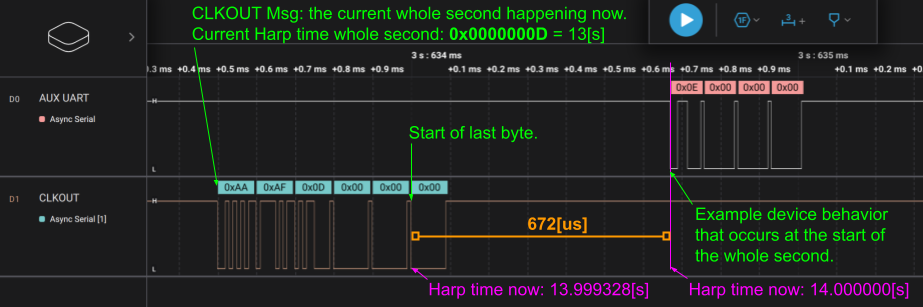 CLKOUT Msg: the current whole second happening now.
Current Harp time whole second: 0x0000000D = 13[s]
1F
3 +
3 s : 634 ms
3 s : 635 ms
0.3 ms +0.4 ms +0.5 ms +0.6 ms +0.7 ms +0.8 ms +0.9 ms +0.1 ms +0.2 ms +0.3 ms +0.4 ms +0.5 ms +0.6 ms +0.7 ms +0.8 ms +0.9 ms +0.1 ms +0.2 m
D0 AUX UART
Async Serial
H
L
0x0E 0x00 0x00 0x00
Start of last byte.
D1 CLKOUT
Async Serial [1]
H
L
0xAA 0xAF 0x0D 0x00 0x00 0x00
672[us]
Example device behavior
that occurs at the start of
the whole second.
Harp time now: 13.999328[s]
Harp time now: 14.000000[s]